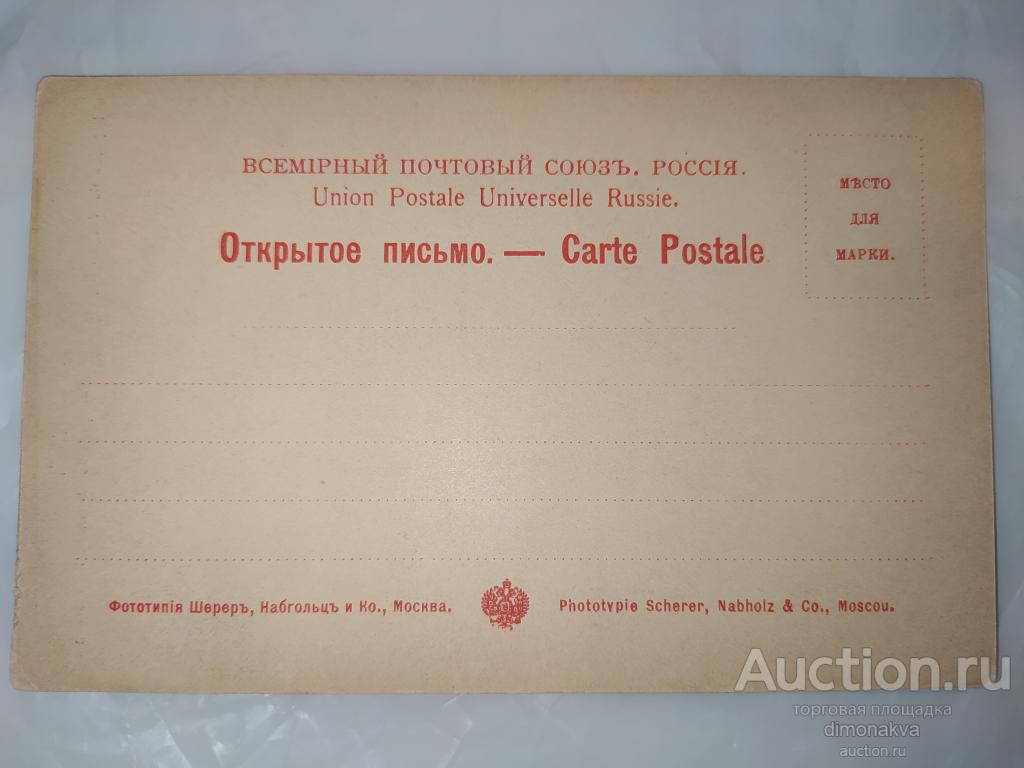 ВСЕМІРНЫЙ ПОЧТОВЫЙ СОЮЗЪ. РОССІЯ.
Union Postale Universelle Russie.
Открытое письмо. — Carte Postale
МѢСТО
ДЛЯ
МАРКИ.
Фототипія Шереръ, Набгольцъ и Ко., Москва.
Phototypie Scherer, Nabholz & Co., Moscou.
Auction.ru
торговая площадка
dimonakva
auction.ru